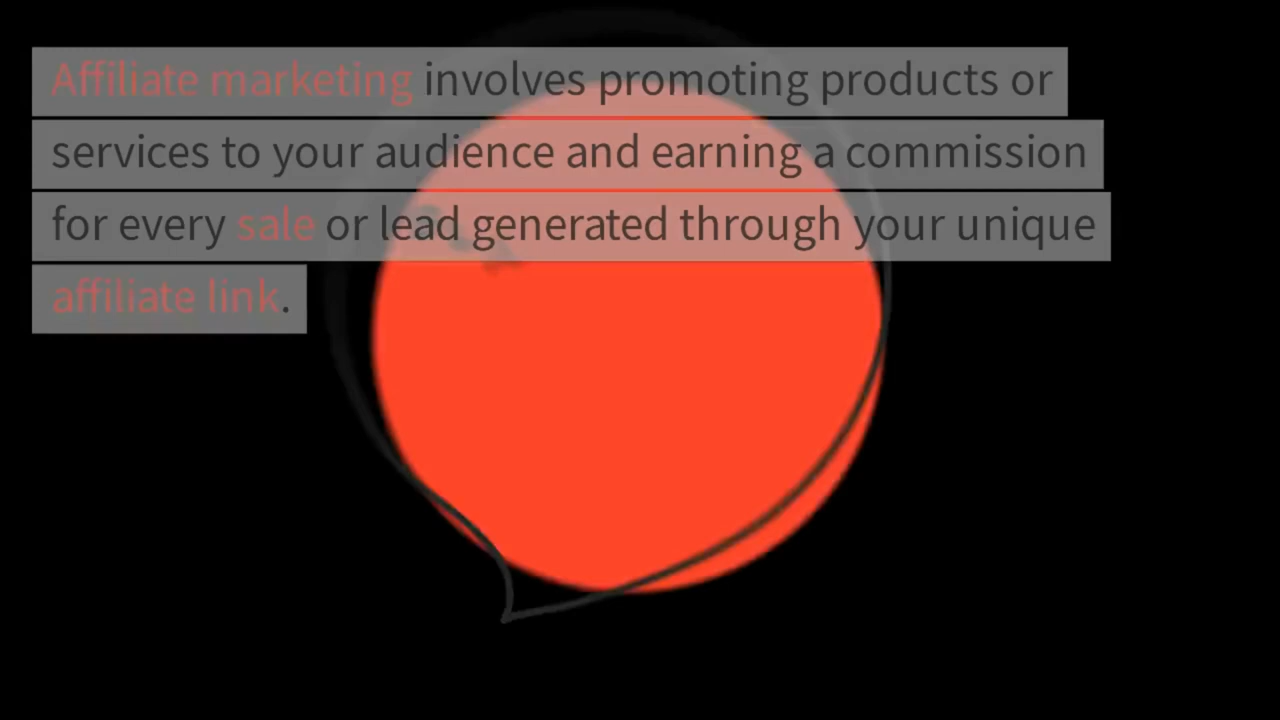 Affiliate marketing involves promoting products or
services to your audience and earning a commission
for every sale or lead generated through your unique
affiliate link.